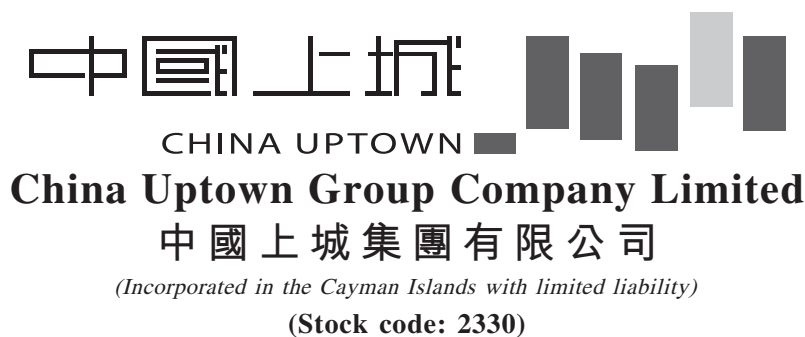 中國上城
CHINA UPTOWN
China Uptown Group Company Limited
中國上城集團有限公司
(Incorporated in the Cayman Islands with limited liability)
(Stock code: 2330)